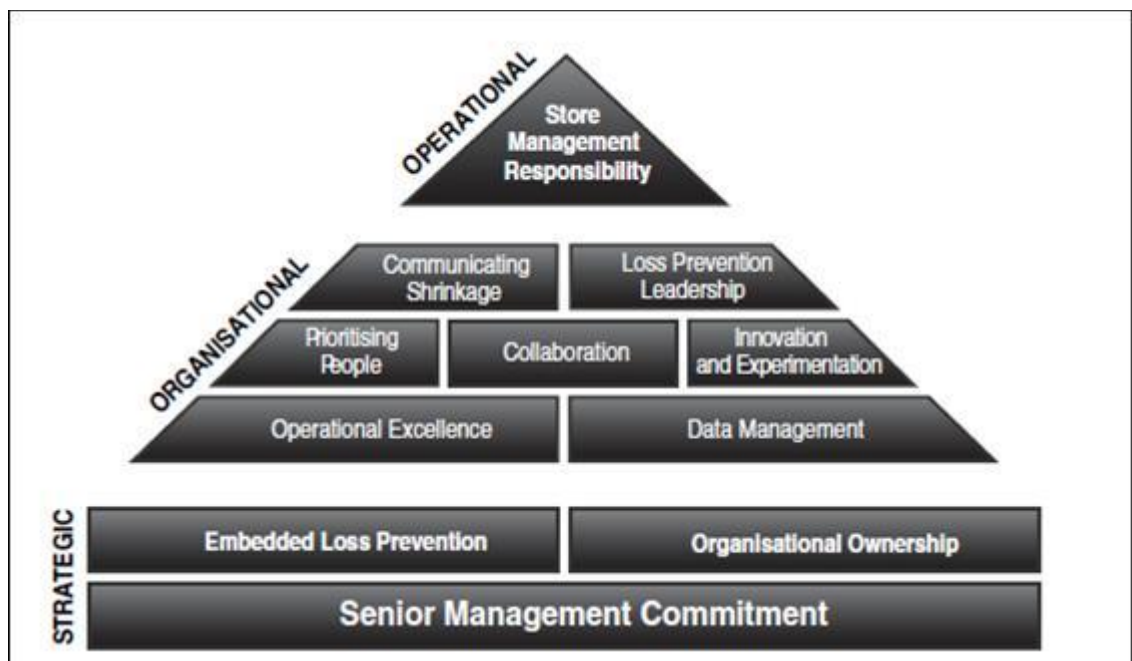 OPERATIONAL
Store
Management
Responsibility
ORGANISATIONAL
Communicating
Shrinkage
Loss Prevention
Leadership
Prioritising
People
Collaboration
Innovation
and Experimentation
Operational Excellence
Data Management
STRATEGIC
Embedded Loss Prevention
Organisational Ownership
Senior Management Commitment